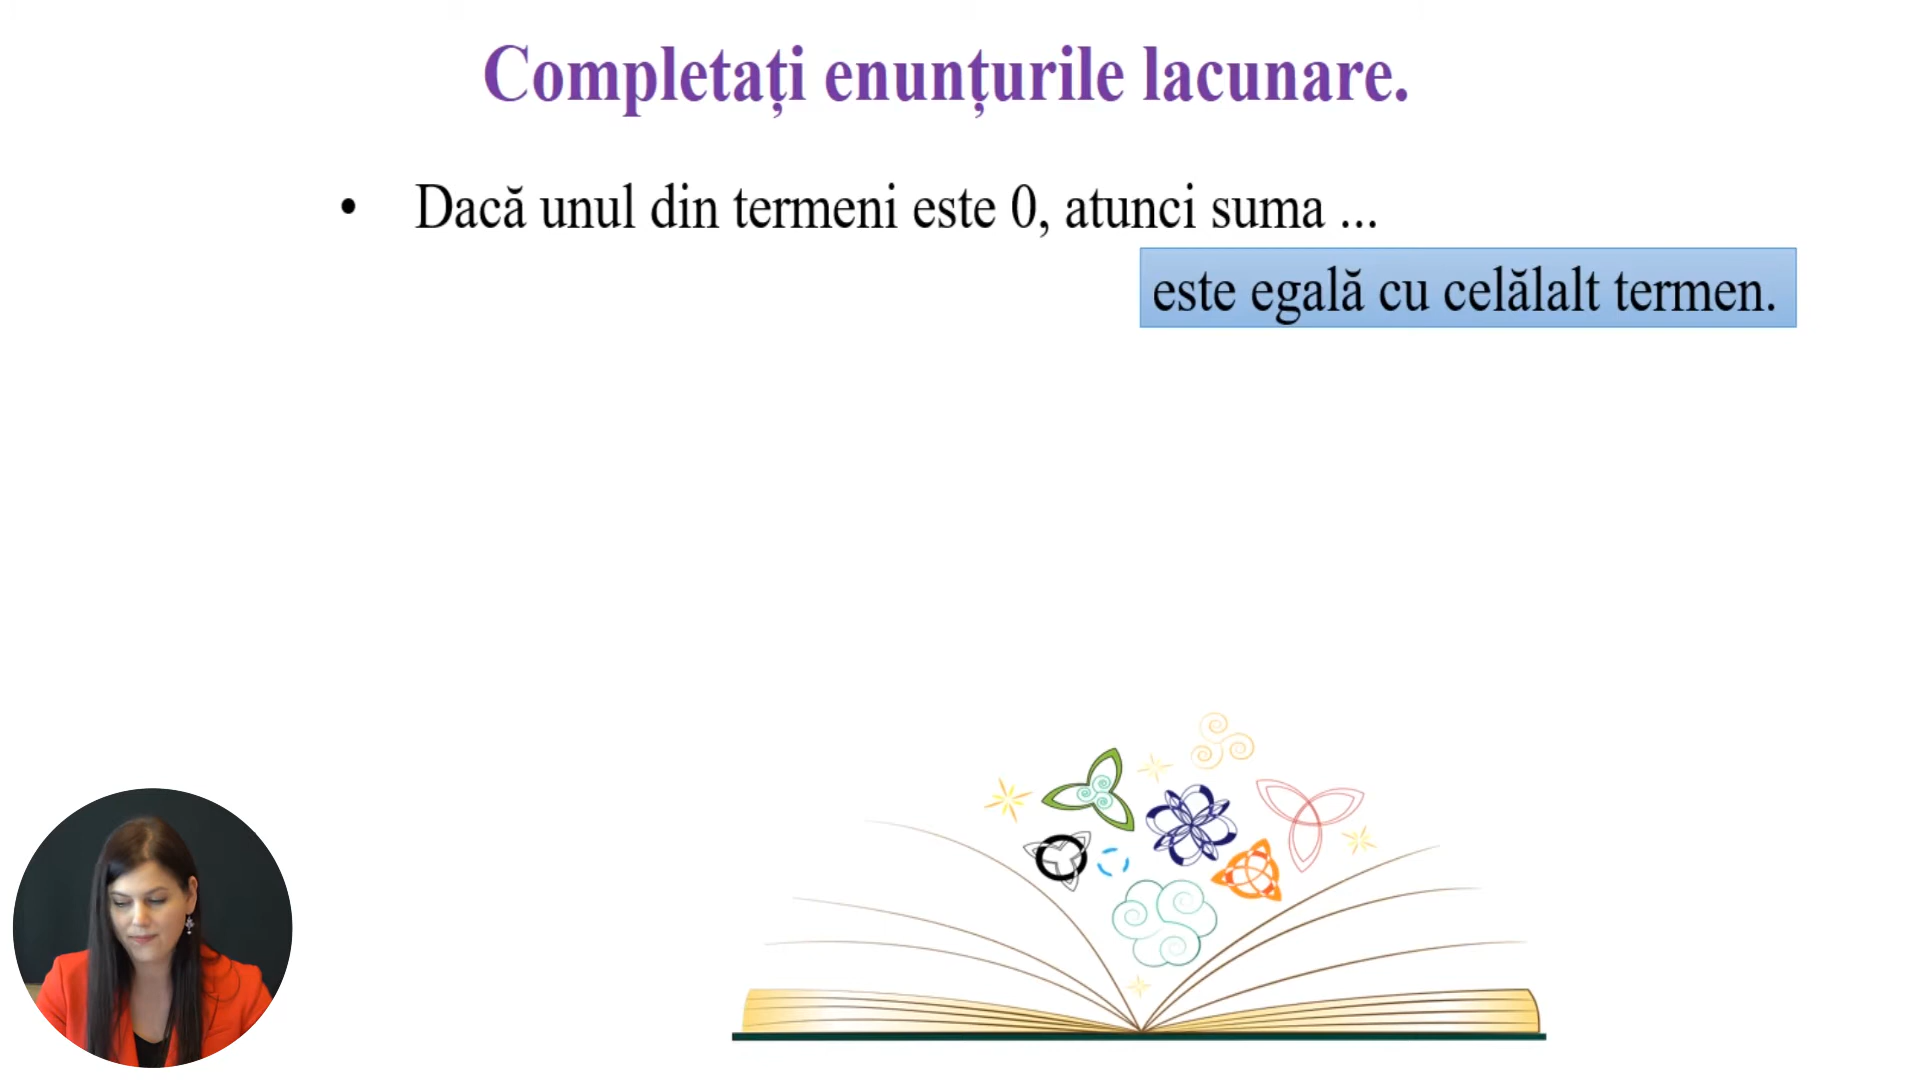 Completați enunțurile lacunare.
• Dacă unul din termeni este 0, atunci suma ...
este egală cu celălalt termen.